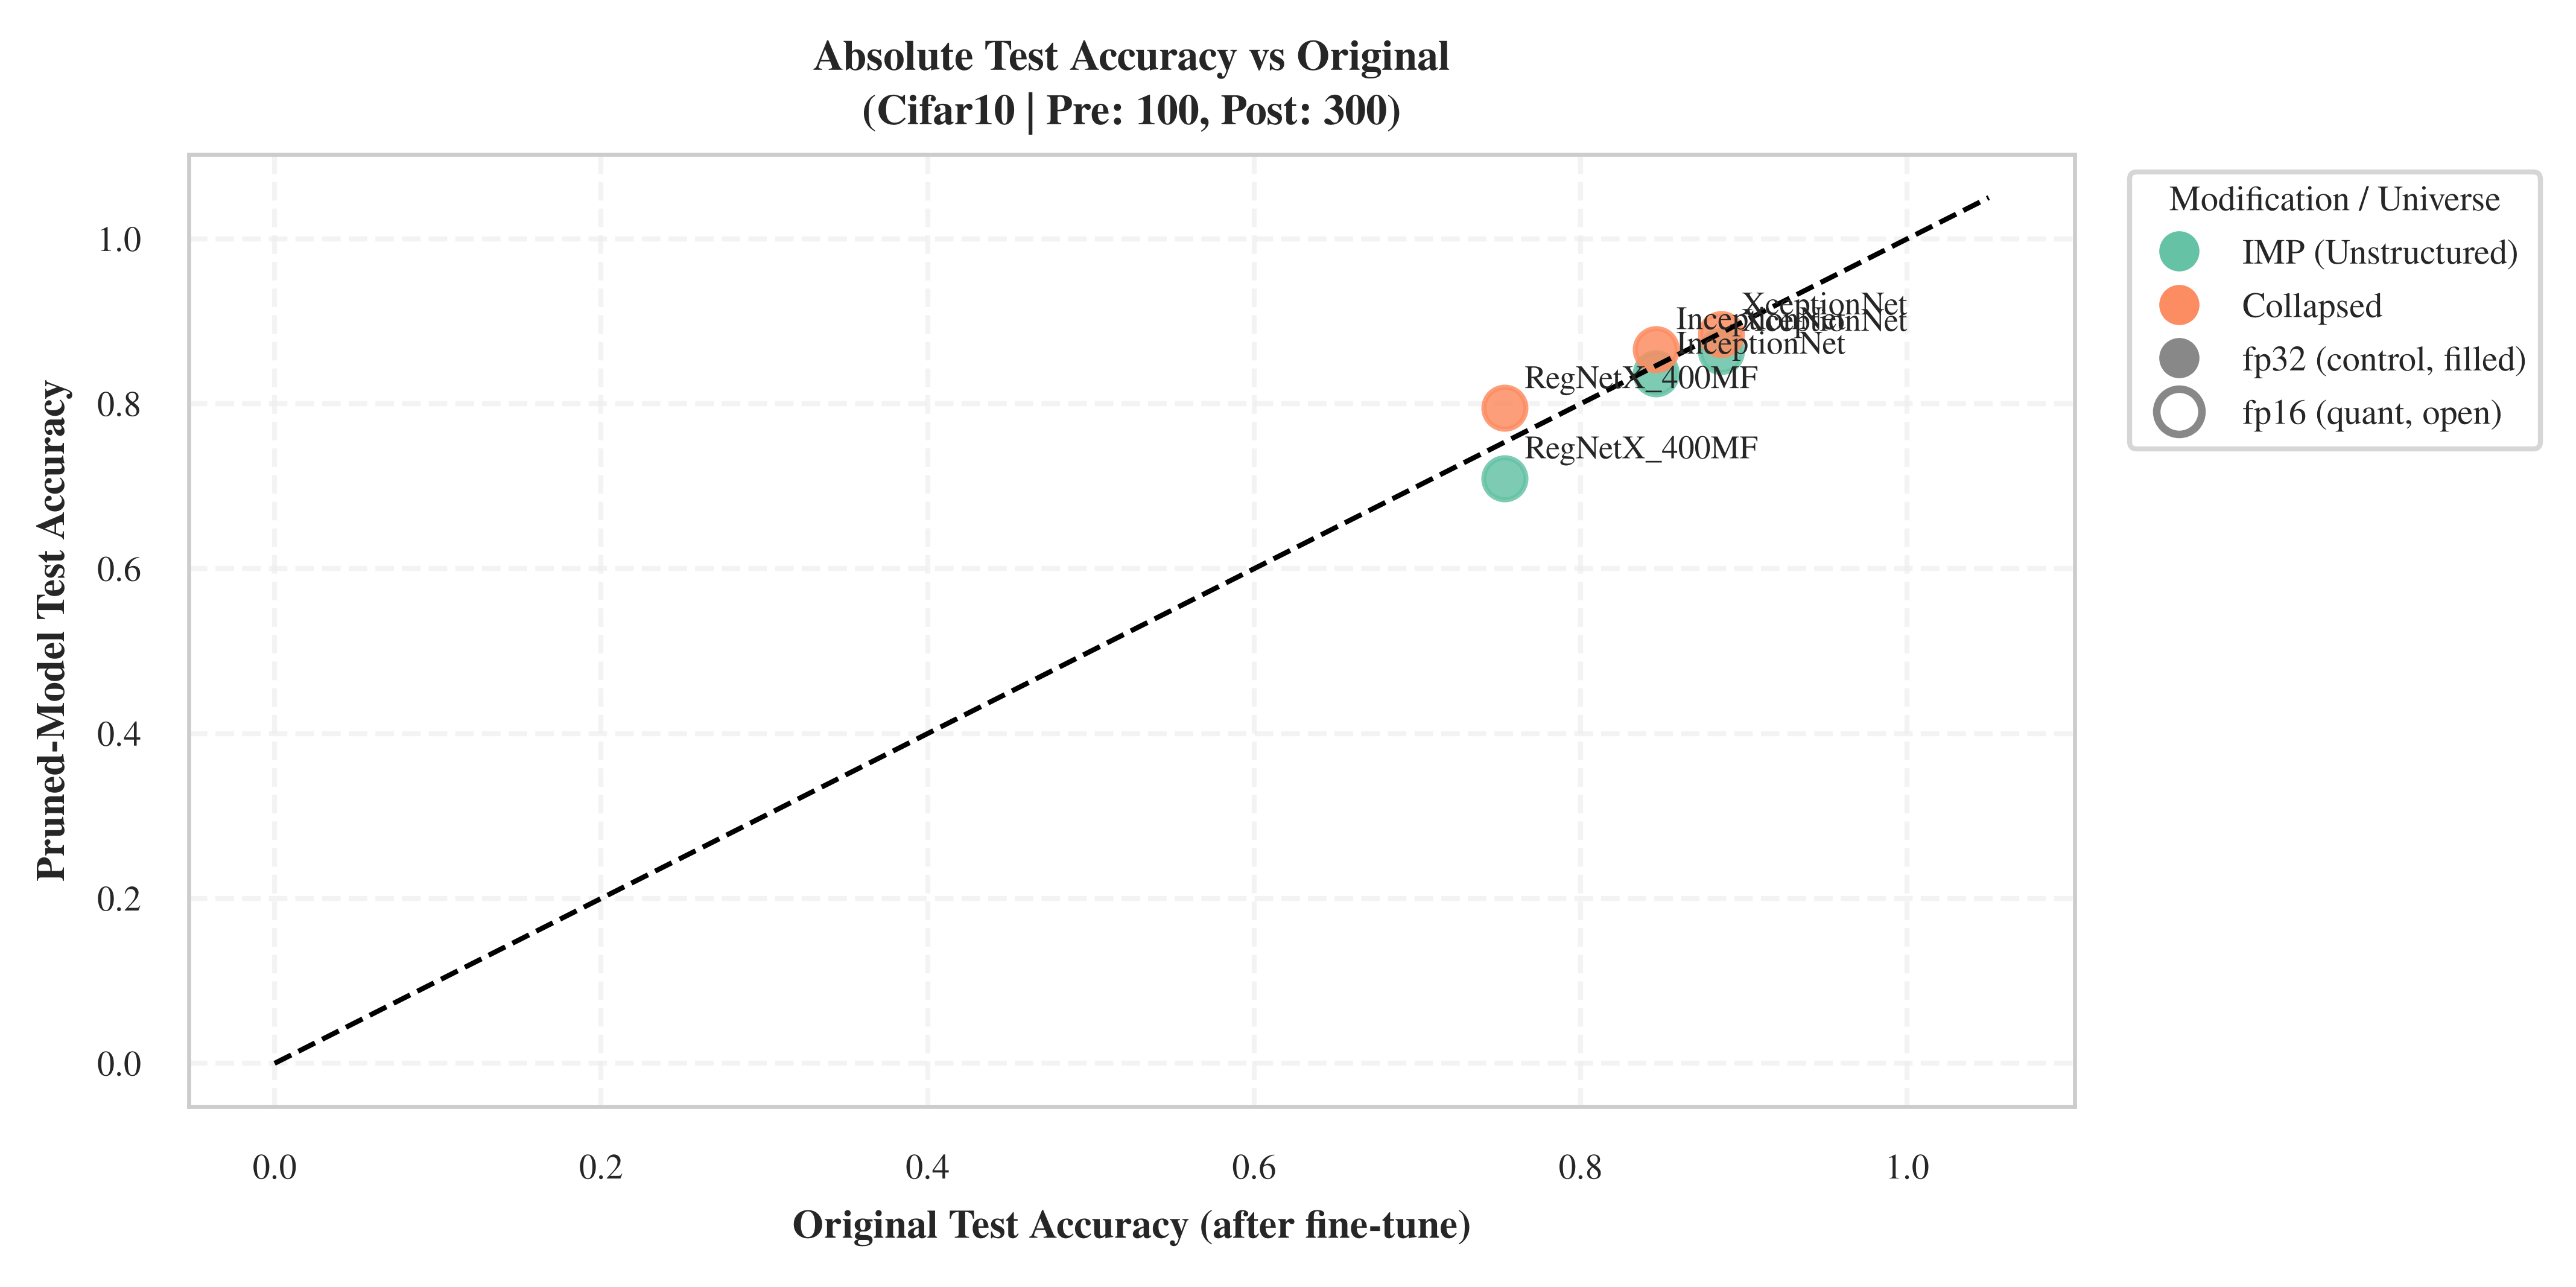 Absolute Test Accuracy vs Original
(Cifar10 | Pre: 100, Post: 300)
Pruned-Model Test Accuracy
1.0
0.8
0.6
0.4
0.2
0.0
XceptionNet
InceptionNet
XceptionNet
InceptionNet
RegNetX_400MF
RegNetX_400MF
0.0 0.2 0.4 0.6 0.8 1.0
Original Test Accuracy (after fine-tune)
Modification / Universe
IMP (Unstructured)
Collapsed
fp32 (control, filled)
fp16 (quant, open)